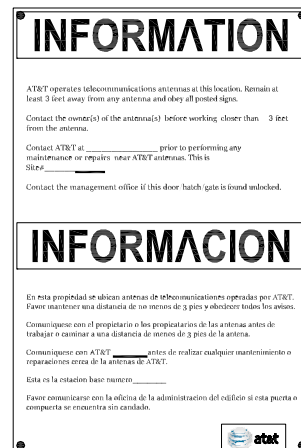 INFORMATION
AT&T operates telecommunications antennas at this location. Remain at
least 3 feet away from any antenna and obey all posted signs.
Contact the owner(s) of the antenna(s) before working closer than 3 feet
from the antenna.
Contact AT&T at _______________ prior to performing any
maintenance or repairs near AT&T antennas. This is
Site#____________
Contact the management office if this door/hatch/gate is found unlocked.
INFORMACION
En esta propiedad se ubican antenas de telecomunicaciones operadas por AT&T.
Favor mantener una distancia de no menos de 3 pies y obedecer todos los avisos.
Comuniquese con el propietario o los propietarios de las antenas antes de
trabajar o caminar a una distancia de menos de 3 pies de la antena.
Comuniquese con AT&T _______ antes de realizar cualquier mantenimiento o
reparaciones cerca de la antenas de AT&T.
Esta es la estacion base numero_______
Favor comunicarse con la oficina de la administracion del edificio si esta puerta o
compuerta se encuentra sin candado.
at&t